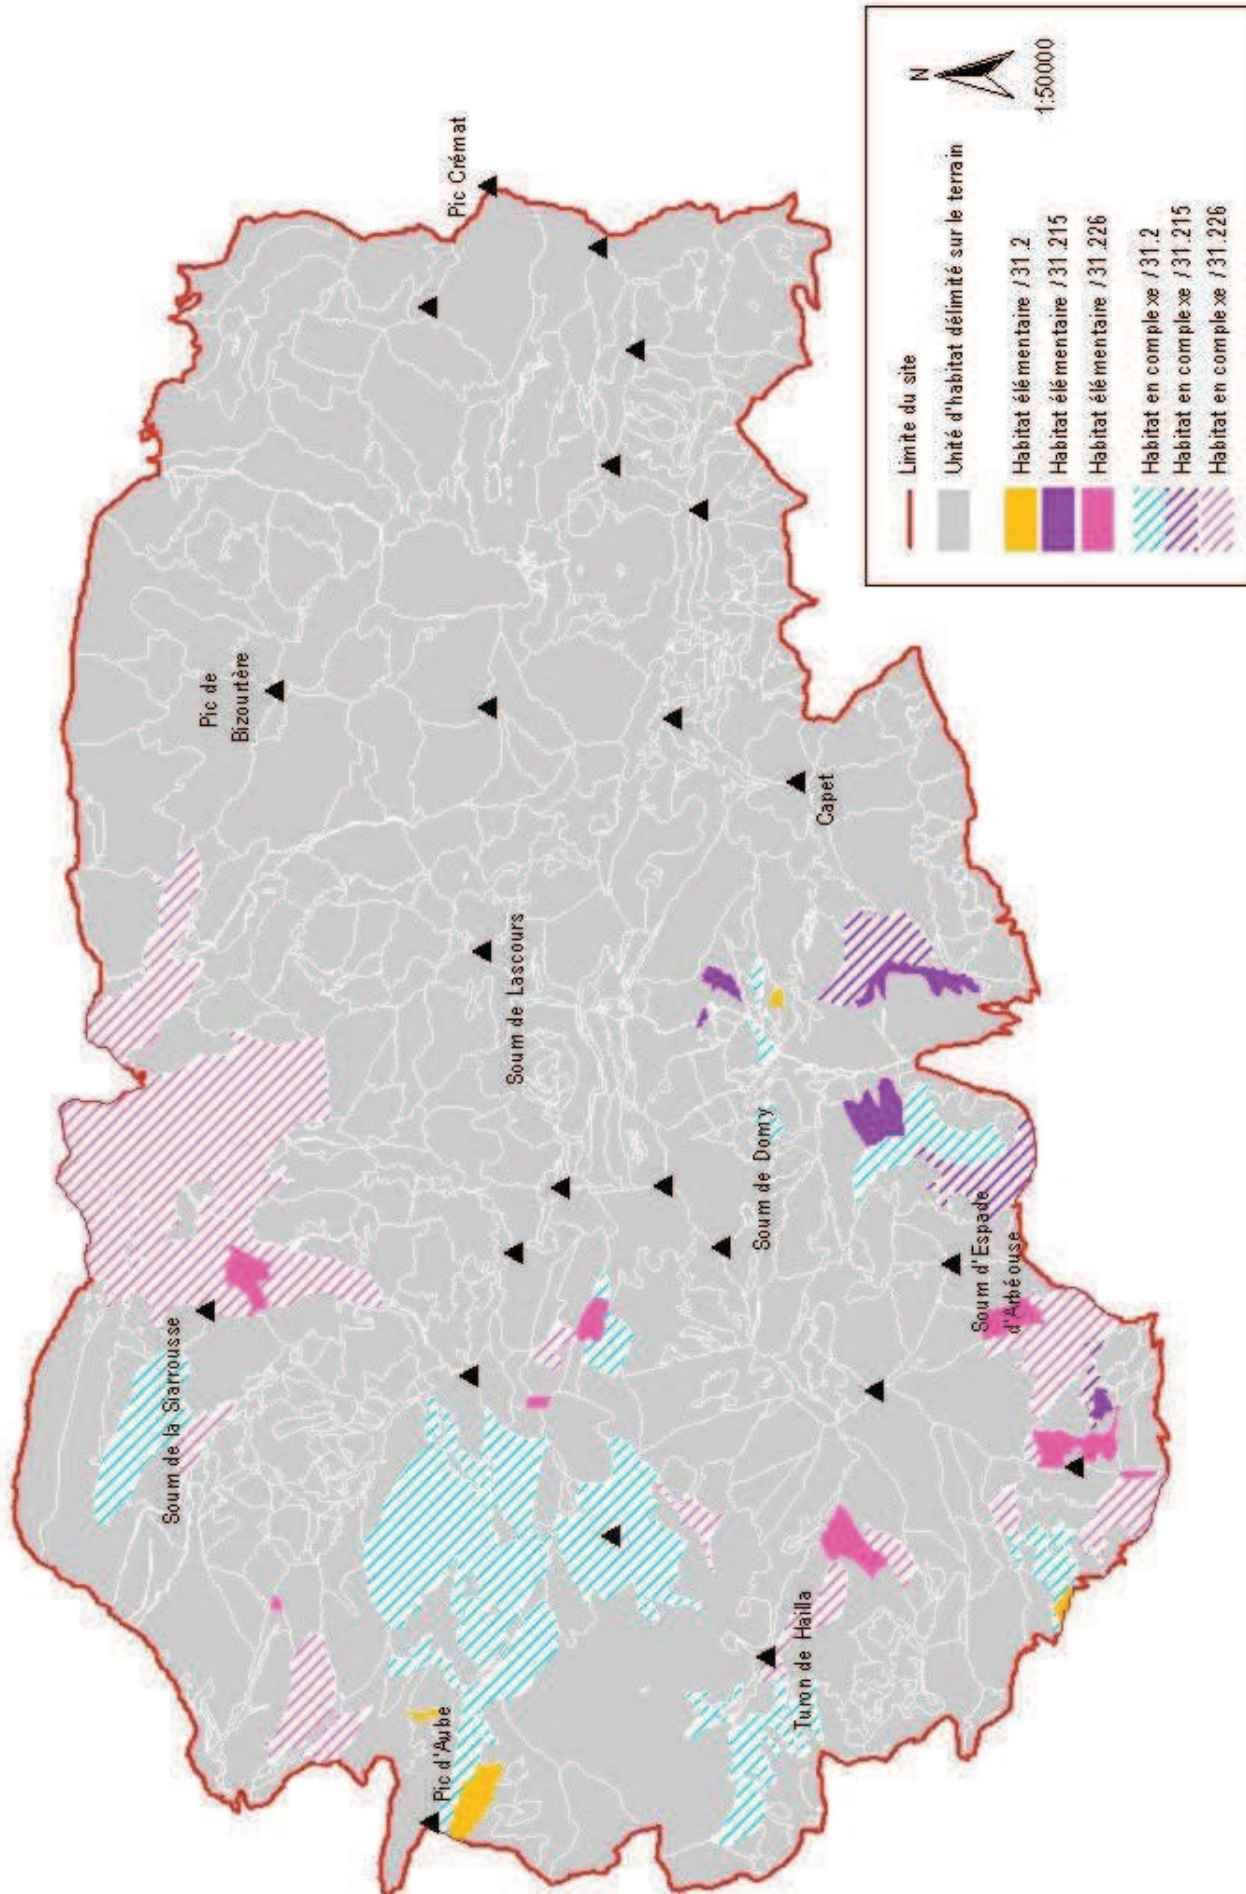 Pic Crémat
Pic de
Bizourtère
Capet
Soum de Lascours
Soum de Domy
Soum d'Espade
d'Arbéouse
Soum de la Siarrousse
Turon de Haïlla
Pic d'Aube
N
1:50000
Limite du site
Unité d'habitat délimité sur le terrain
Habitat élémentaire / 31.2
Habitat élémentaire / 31.215
Habitat élémentaire / 31.226
Habitat en complexe / 31.2
Habitat en complexe / 31.215
Habitat en complexe / 31.226